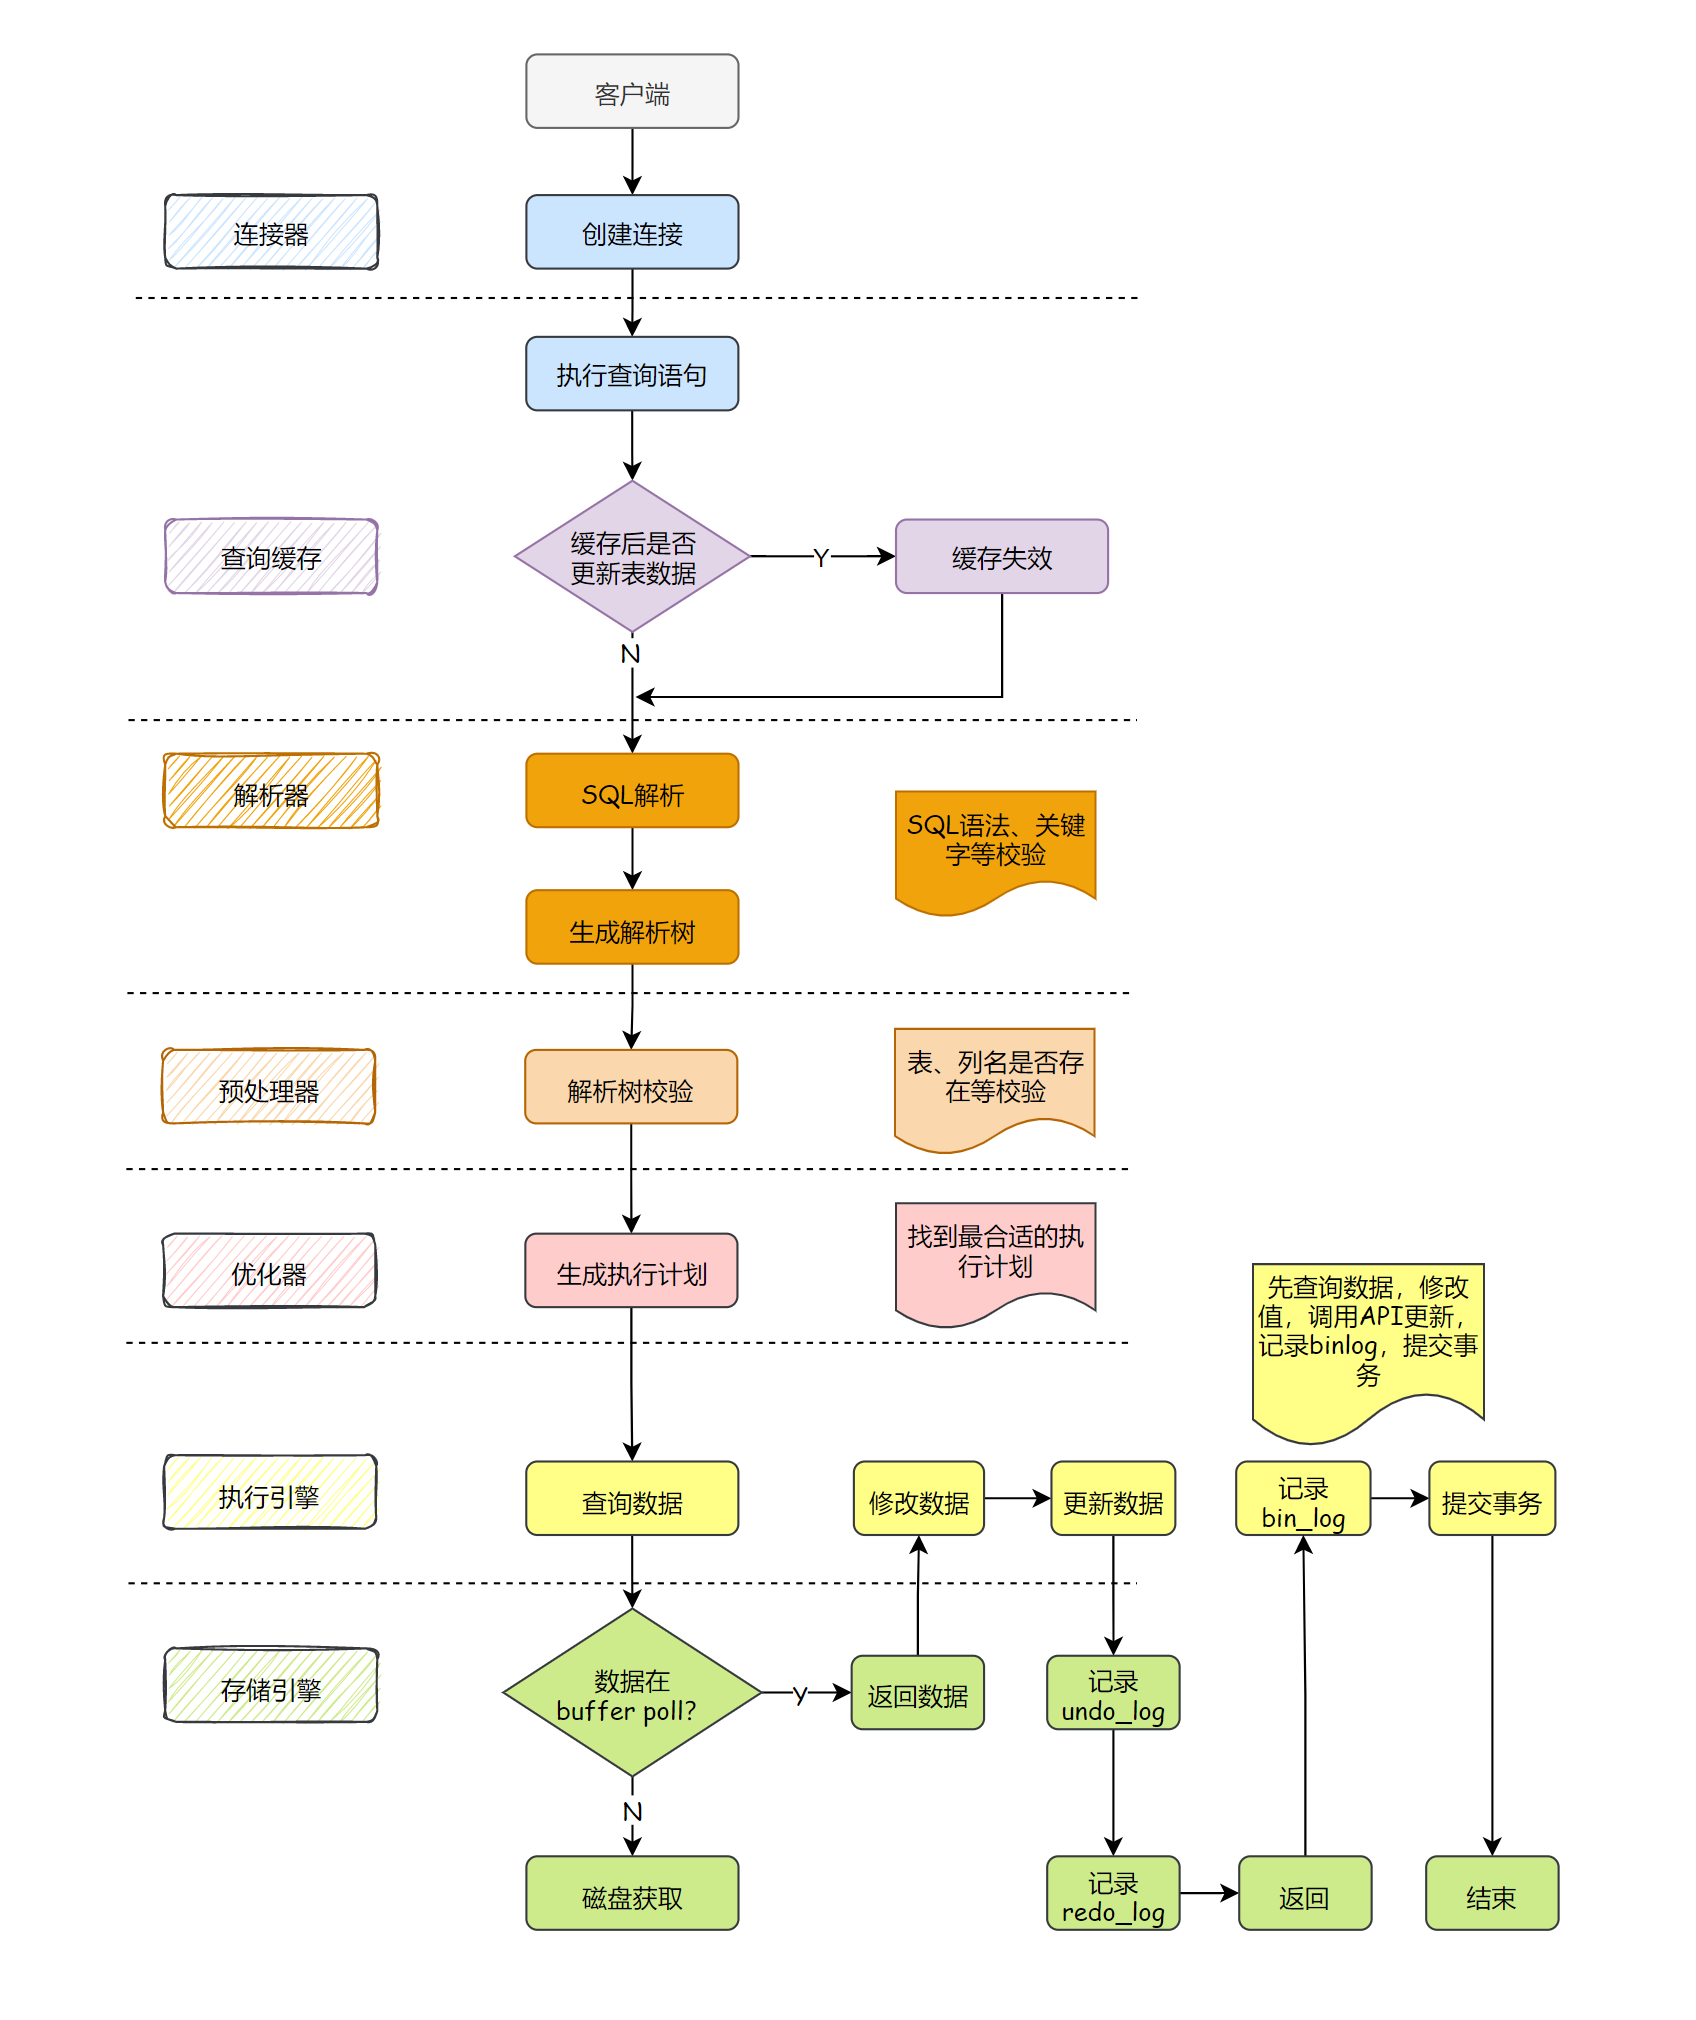 客户端
连接器
创建连接
执行查询语句
查询缓存
缓存后是否
更新表数据
Y
缓存失效
N
解析器
SQL解析
SQL语法、关键
字等校验
生成解析树
预处理器
解析树校验
表、列名是否存
在等校验
优化器
生成执行计划
找到最合适的执
行计划
先查询数据，修改
值，调用API更新，
记录binlog，提交事
务
执行引擎
查询数据
修改数据
更新数据
记录
bin_log
提交事务
存储引擎
数据在
buffer poll?
y
返回数据
记录
undo_log
N
磁盘获取
记录
redo_log
返回
结束